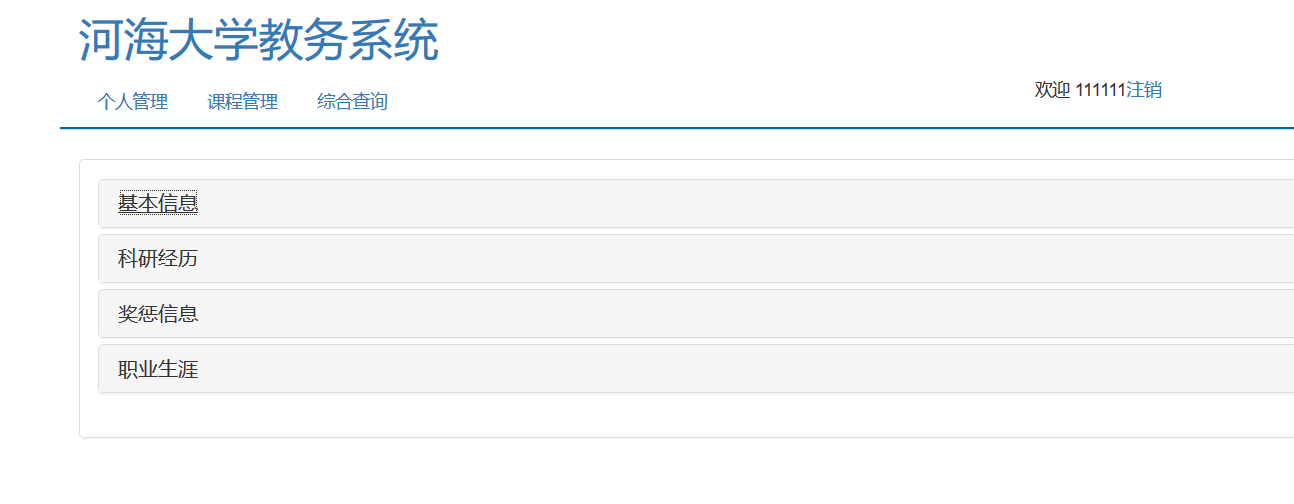 河海大学教务系统
个人管理 课程管理 综合查询 欢迎 111111注销
基本信息
科研经历
奖惩信息
职业生涯